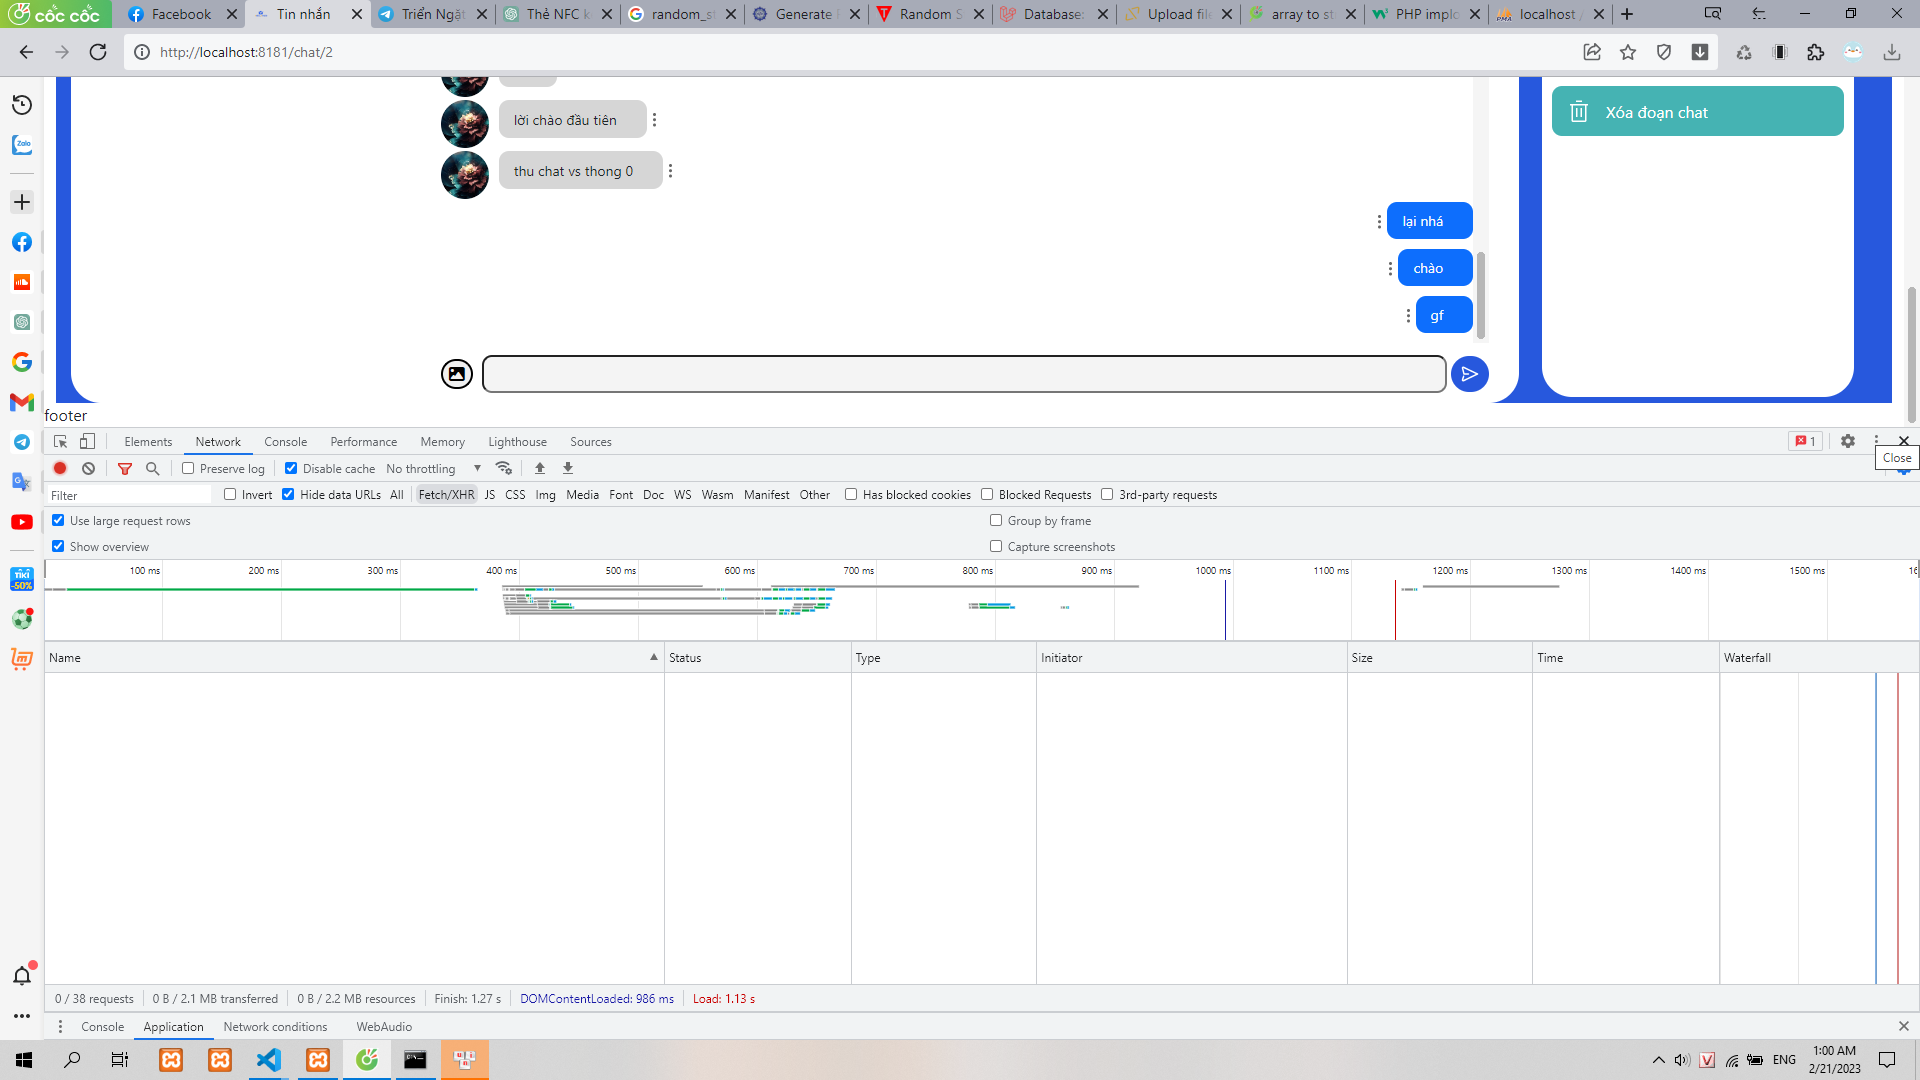 cốc cốc
Facebook
Tin nhắn
Triển Ngặt
Thẻ NFC k
random_st
Generate
Random S
Database:
Upload file
array to st
PHP implo
localhost /
http://localhost:8181/chat/2
lời chào đầu tiên
thu chat vs thong 0
lại nhá
chào
gf
Xóa đoạn chat
footer
Elements Network Console Performance Memory Lighthouse Sources
1
Close
Preserve log
Disable cache
No throttling
Filter
Invert
Hide data URLs
All Fetch/XHR JS CSS Img Media Font Doc WS Wasm Manifest Other
Has blocked cookies
Blocked Requests
3rd-party requests
Use large request rows
Group by frame
Show overview
Capture screenshots
100 ms 200 ms 300 ms 400 ms 500 ms 600 ms 700 ms 800 ms 900 ms 1000 ms 1100 ms 1200 ms 1300 ms 1400 ms 1500 ms
Name Status Type Initiator Size Time Waterfall
Zalo
TIKI
-50%
0 / 38 requests
0 B / 2.1 MB transferred
0 B / 2.2 MB resources
Finish: 1.27 s
DOMContentLoaded: 986 ms
Load: 1.13 s
Console Application Network conditions WebAudio
ENG
1:00 AM
2/21/2023